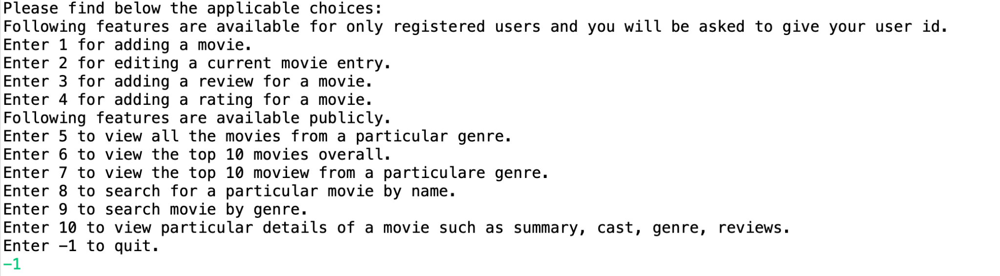 Please find below the applicable choices:
Following features are available for only registered users and you will be asked to give your user id.
Enter 1 for adding a movie.
Enter 2 for editing a current movie entry.
Enter 3 for adding a review for a movie.
Enter 4 for adding a rating for a movie.
Following features are available publicly.
Enter 5 to view all the movies from a particular genre.
Enter 6 to view the top 10 movies overall.
Enter 7 to view the top 10 moview from a particulare genre.
Enter 8 to search for a particular movie by name.
Enter 9 to search movie by genre.
Enter 10 to view particular details of a movie such as summary, cast, genre, reviews.
Enter -1 to quit.
-1